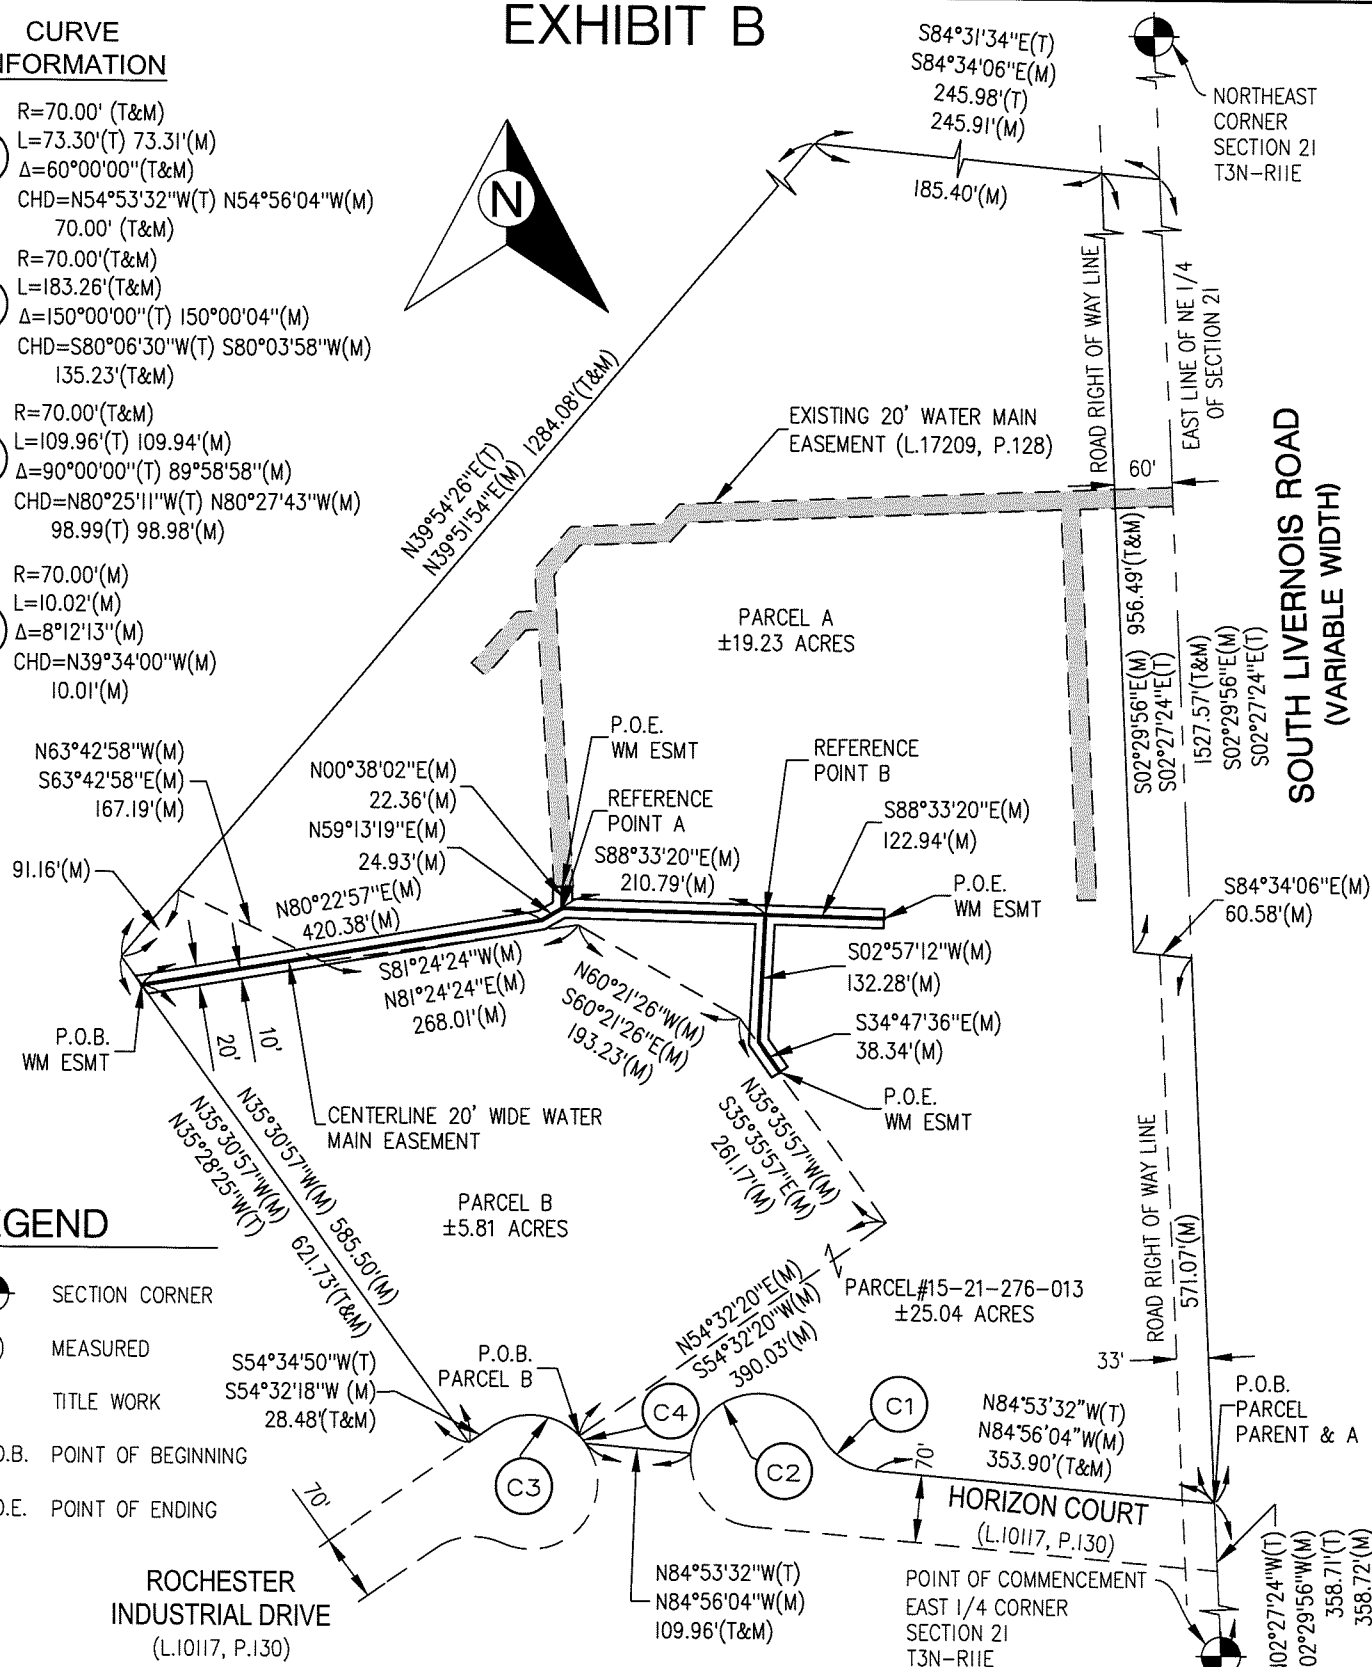 EXHIBIT B
CURVE
NFORMATION
R=70.00' (T&M)
L=73.30'(T) 73.31'(M)
Δ=60°00'00"(T&M)
CHD=N54°53'32"W(T) N54°56'04"W(M)
70.00' (T&M)
R=70.00'(T&M)
L=183.26'(T&M)
Δ=150°00'00"(T) 150°00'04"(M)
CHD=S80°06'30"W(T) S80°03'58"W(M)
135.23'(T&M)
R=70.00'(T&M)
L=109.96'(T) 109.94'(M)
Δ=90°00'00"(T) 89°58'58"(M)
CHD=N80°25'11"W(T) N80°27'43"W(M)
98.99(T) 98.98'(M)
R=70.00'(M)
L=10.02'(M)
Δ=8°12'13"(M)
CHD=N39°34'00"W(M)
10.01'(M)
N
S84°31'34"E(T)
S84°34'06"E(M)
245.98'(T)
245.91'(M)
185.40'(M)
NORTHEAST
CORNER
SECTION 21
T3N-R11E
ROAD RIGHT OF WAY LINE
EAST LINE OF NE 1/4
OF SECTION 21
N39°54'26"E(T)
N39°51'54"E(M) 1284.08'(T&M)
EXISTING 20' WATER MAIN
EASEMENT (L.17209, P.128)
60'
SOUTH LIVERNOIS ROAD
(VARIABLE WIDTH)
PARCEL A
±19.23 ACRES
S02°29'56"E(M) 956.49'(T&M)
S02°27'24"E(T)
1527.57'(T&M)
S02°29'56"E(M)
S02°27'24"E(T)
N63°42'58"W(M)
S63°42'58"E(M)
167.19'(M)
91.16'(M)
N00°38'02"E(M)
22.36'(M)
N59°13'19"E(M)
24.93'(M)
P.O.E.
WM ESMT
REFERENCE
POINT A
S88°33'20"E(M)
210.79'(M)
REFERENCE
POINT B
S88°33'20"E(M)
122.94'(M)
P.O.E.
WM ESMT
S84°34'06"E(M)
60.58'(M)
N80°22'57"E(M)
420.38'(M)
S81°24'24"W(M)
N81°24'24"E(M)
268.01'(M)
N60°21'26"W(M)
S60°21'26"E(M)
193.23'(M)
S02°57'12"W(M)
132.28'(M)
S34°47'36"E(M)
38.34'(M)
P.O.E.
WM ESMT
P.O.B.
WM ESMT
20'
10'
CENTERLINE 20' WIDE WATER
MAIN EASEMENT
N35°35'57"W(M)
S35°35'57"E(M)
261.17'(M)
N35°30'57"W(M) 585.50'(M)
N35°30'57"W(M) 621.73'(T&M)
N35°28'25"W(T)
PARCEL B
±5.81 ACRES
ROAD RIGHT OF WAY LINE
571.07'(M)
EGEND
SECTION CORNER
) MEASURED
TITLE WORK
O.B. POINT OF BEGINNING
O.E. POINT OF ENDING
S54°34'50"W(T)
S54°32'18"W (M)
28.48'(T&M)
P.O.B.
PARCEL B
N54°32'20"E(M)
S54°32'20"W(M)
390.03'(M)
PARCEL#15-21-276-013
±25.04 ACRES
33'
P.O.B.
PARCEL
PARENT & A
C4
C1
C2
C3
N84°53'32"W(T)
N84°56'04"W(M)
353.90'(T&M)
70'
HORIZON COURT
(L.10117, P.130)
70'
ROCHESTER
INDUSTRIAL DRIVE
(L.10117, P.130)
N84°53'32"W(T)
N84°56'04"W(M)
109.96'(T&M)
POINT OF COMMENCEMENT
EAST 1/4 CORNER
SECTION 21
T3N-R11E
N02°27'24"W(T)
02°29'56"W(M)
358.71'(T)
358.72'(M)